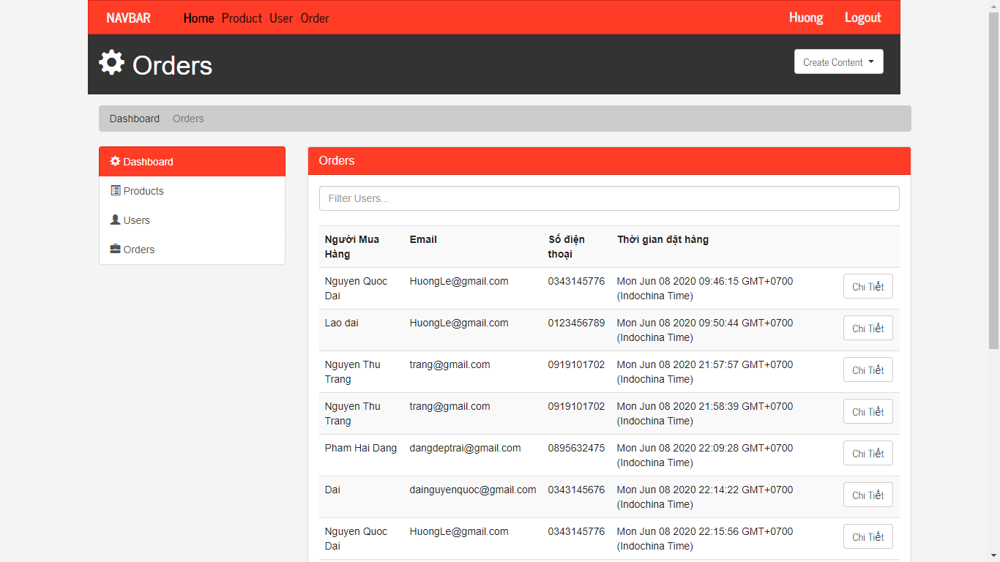 NAVBAR Home Product User Order Huong Logout
Orders Create Content
Dashboard Orders
Dashboard
Products
Users
Orders
Orders
Filter Users...
Người Mua Hàng Email Số điện thoại Thời gian đặt hàng
Nguyen Quoc Dai HuongLe@gmail.com 0343145776 Mon Jun 08 2020 09:46:15 GMT+0700 (Indochina Time) Chi Tiết
Lao dai HuongLe@gmail.com 0123456789 Mon Jun 08 2020 09:50:44 GMT+0700 (Indochina Time) Chi Tiết
Nguyen Thu Trang trang@gmail.com 0919101702 Mon Jun 08 2020 21:57:57 GMT+0700 (Indochina Time) Chi Tiết
Nguyen Thu Trang trang@gmail.com 0919101702 Mon Jun 08 2020 21:58:39 GMT+0700 (Indochina Time) Chi Tiết
Pham Hai Dang dangdeptrai@gmail.com 0895632475 Mon Jun 08 2020 22:09:28 GMT+0700 (Indochina Time) Chi Tiết
Dai dainguyenquoc@gmail.com 0343145676 Mon Jun 08 2020 22:14:22 GMT+0700 (Indochina Time) Chi Tiết
Nguyen Quoc Dai HuongLe@gmail.com 0343145776 Mon Jun 08 2020 22:15:56 GMT+0700 (Indochina Time) Chi Tiết